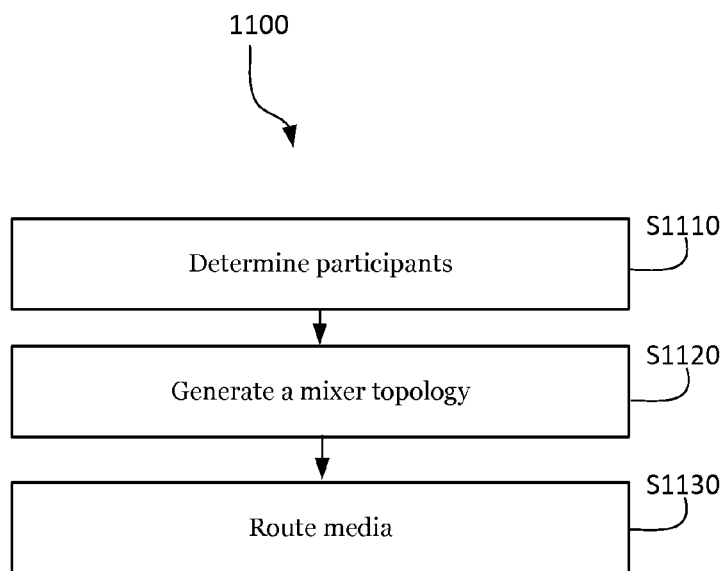 1100
S1110
Determine participants
S1120
Generate a mixer topology
S1130
Route media